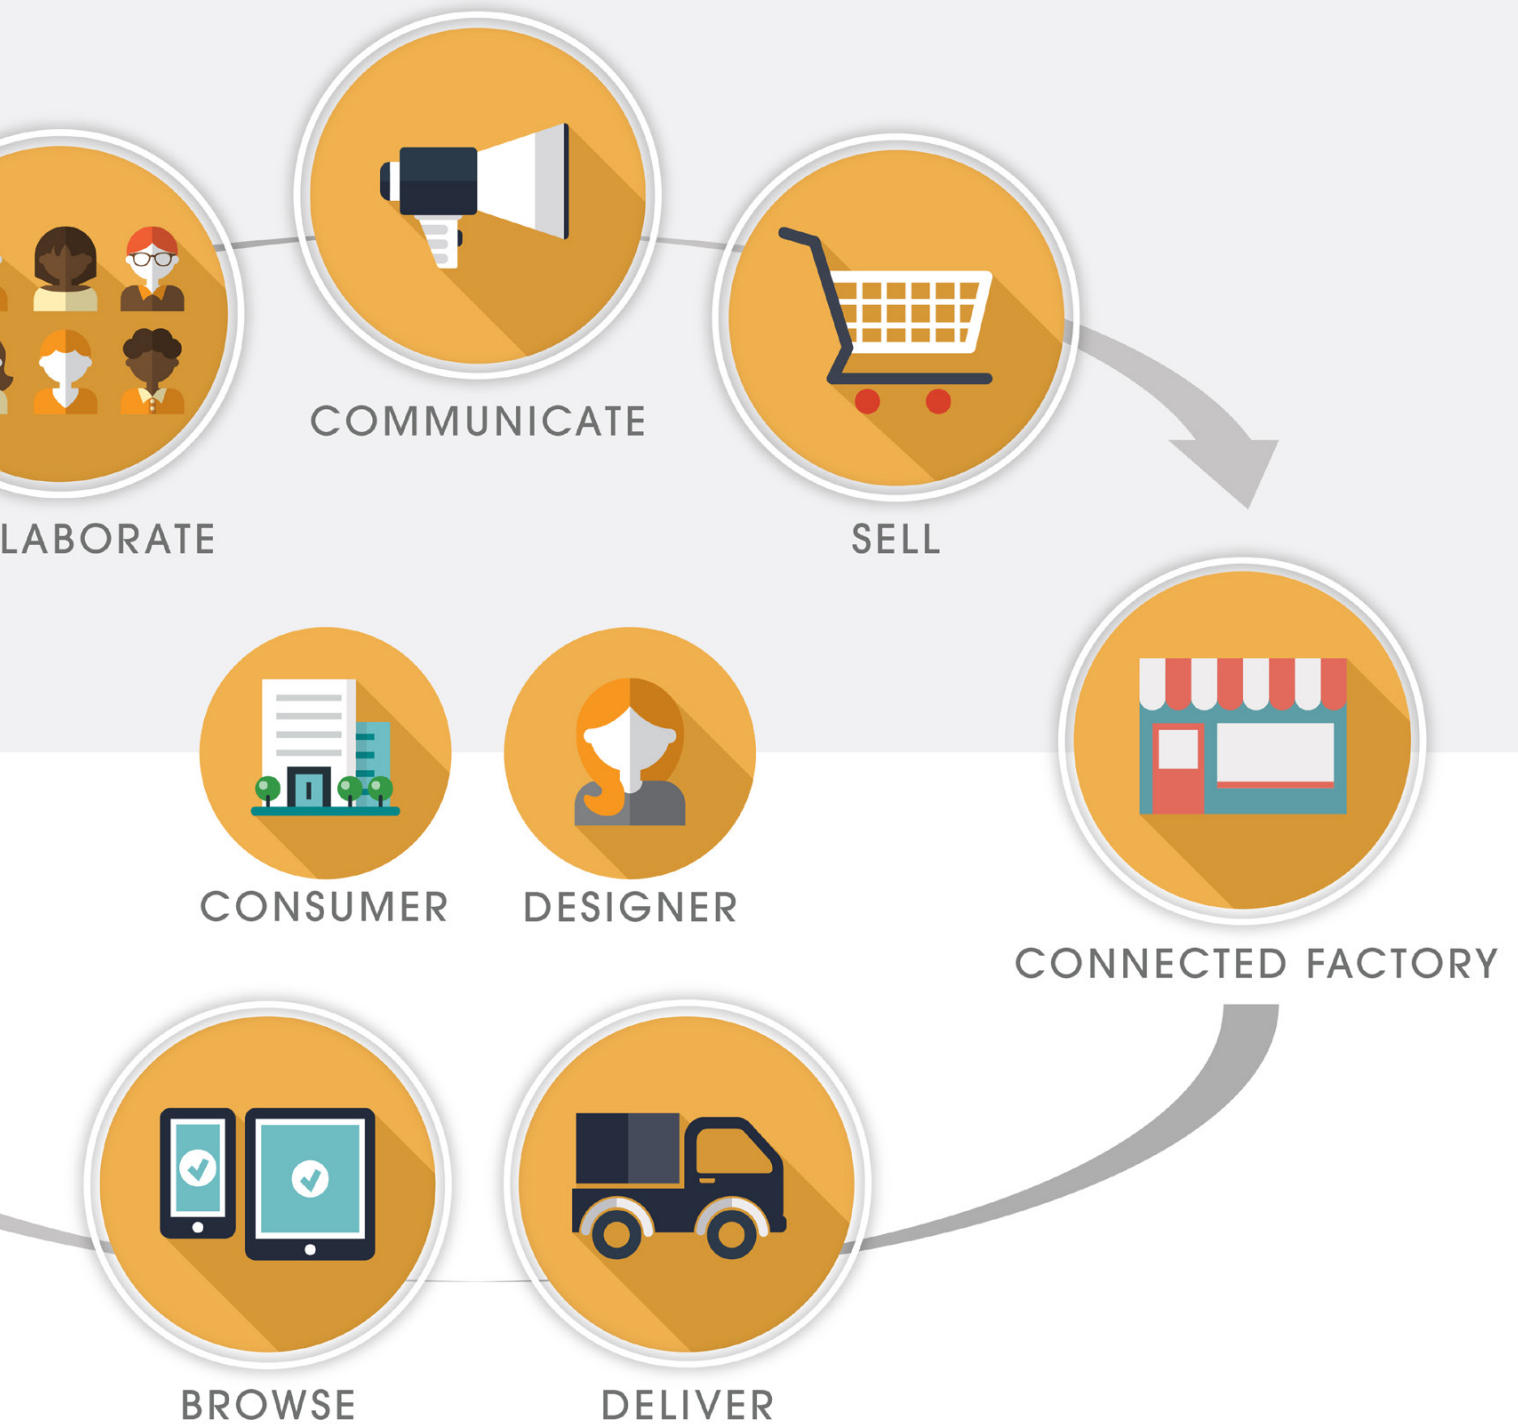 COMMUNICATE
LABORATE
SELL
CONSUMER
DESIGNER
CONNECTED FACTORY
BROWSE
DELIVER